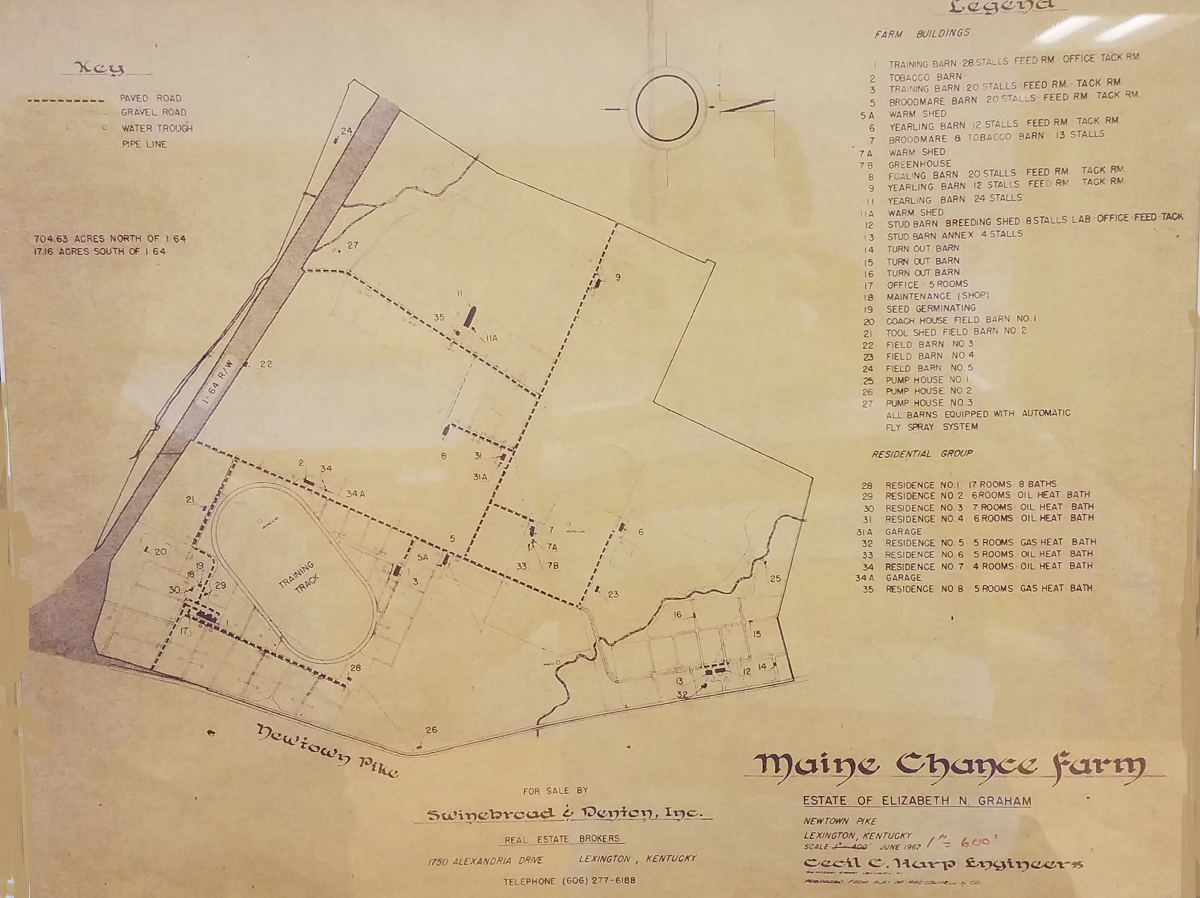 Legend
FARM BUILDINGS
1 TRAINING BARN 28 STALLS FEED RM. OFFICE TACK RM.
2 TOBACCO BARN
3 TRAINING BARN 20 STALLS FEED RM. TACK RM.
5 BROODMARE BARN 20 STALLS FEED RM. TACK RM.
5A WARM SHED
6 YEARLING BARN 12 STALLS FEED RM. TACK RM
7 BROODMARE & TOBACCO BARN 13 STALLS
7A WARM SHED
7B GREENHOUSE
8 FOALING BARN 20 STALLS FEED RM TACK RM.
9 YEARLING BARN 12 STALLS FEED RM TACK RM
11 YEARLING BARN 24 STALLS
11A WARM SHED
12 STUD BARN BREEDING SHED 8 STALLS LAB OFFICE FEED TACK
13 STUD BARN ANNEX 4 STALLS
14 TURN OUT BARN
15 TURN OUT BARN
16 TURN OUT BARN
17 OFFICE 5 ROOMS
18 MAINTENANCE (SHOP)
19 SEED GERMINATING
20 COACH HOUSE FIELD BARN NO. 1
21 TOOL SHED FIELD BARN NO. 2
22 FIELD BARN NO 3
23 FIELD BARN NO 4
24 FIELD BARN NO. 5
25 PUMP HOUSE NO. 1
26 PUMP HOUSE NO. 2
27 PUMP HOUSE NO. 3
ALL BARNS EQUIPPED WITH AUTOMATIC
FLY SPRAY SYSTEM
RESIDENTIAL GROUP
28 RESIDENCE NO. 1 17 ROOMS 8 BATHS
29 RESIDENCE NO. 2 6 ROOMS OIL HEAT BATH
30 RESIDENCE NO. 3 7 ROOMS OIL HEAT BATH
31 RESIDENCE NO. 4 6 ROOMS OIL HEAT BATH
31A GARAGE
32 RESIDENCE NO. 5 5 ROOMS GAS HEAT BATH
33 RESIDENCE NO. 6 5 ROOMS OIL HEAT BATH
34 RESIDENCE NO. 7 4 ROOMS OIL HEAT BATH
34A GARAGE
35 RESIDENCE NO 8 5 ROOMS GAS HEAT BATH
Key
PAVED ROAD
GRAVEL ROAD
WATER TROUGH
PIPE LINE
704.63 ACRES NORTH OF I-64
17.16 ACRES SOUTH OF I-64
24
27
9
11
35
11A
22
I-64 R/W
8
31
31A
2
34
34A
21
5
7
6
20
5A
7A
19
TRAINING
TRACK
33
7B
18
3
25
30
29
23
16
17
15
28
13
12
14
32
26
Newtown Pike
FOR SALE BY
Swinebroad & Denton, Inc.
REAL ESTATE BROKERS
1750 ALEXANDRIA DRIVE LEXINGTON, KENTUCKY
TELEPHONE (606) 277-6188
Maine Chance Farm
ESTATE OF ELIZABETH N. GRAHAM
NEWTOWN PIKE
LEXINGTON, KENTUCKY
SCALE 1"=400' JUNE 1967 1"=600'
Cecil C. Harp Engineers